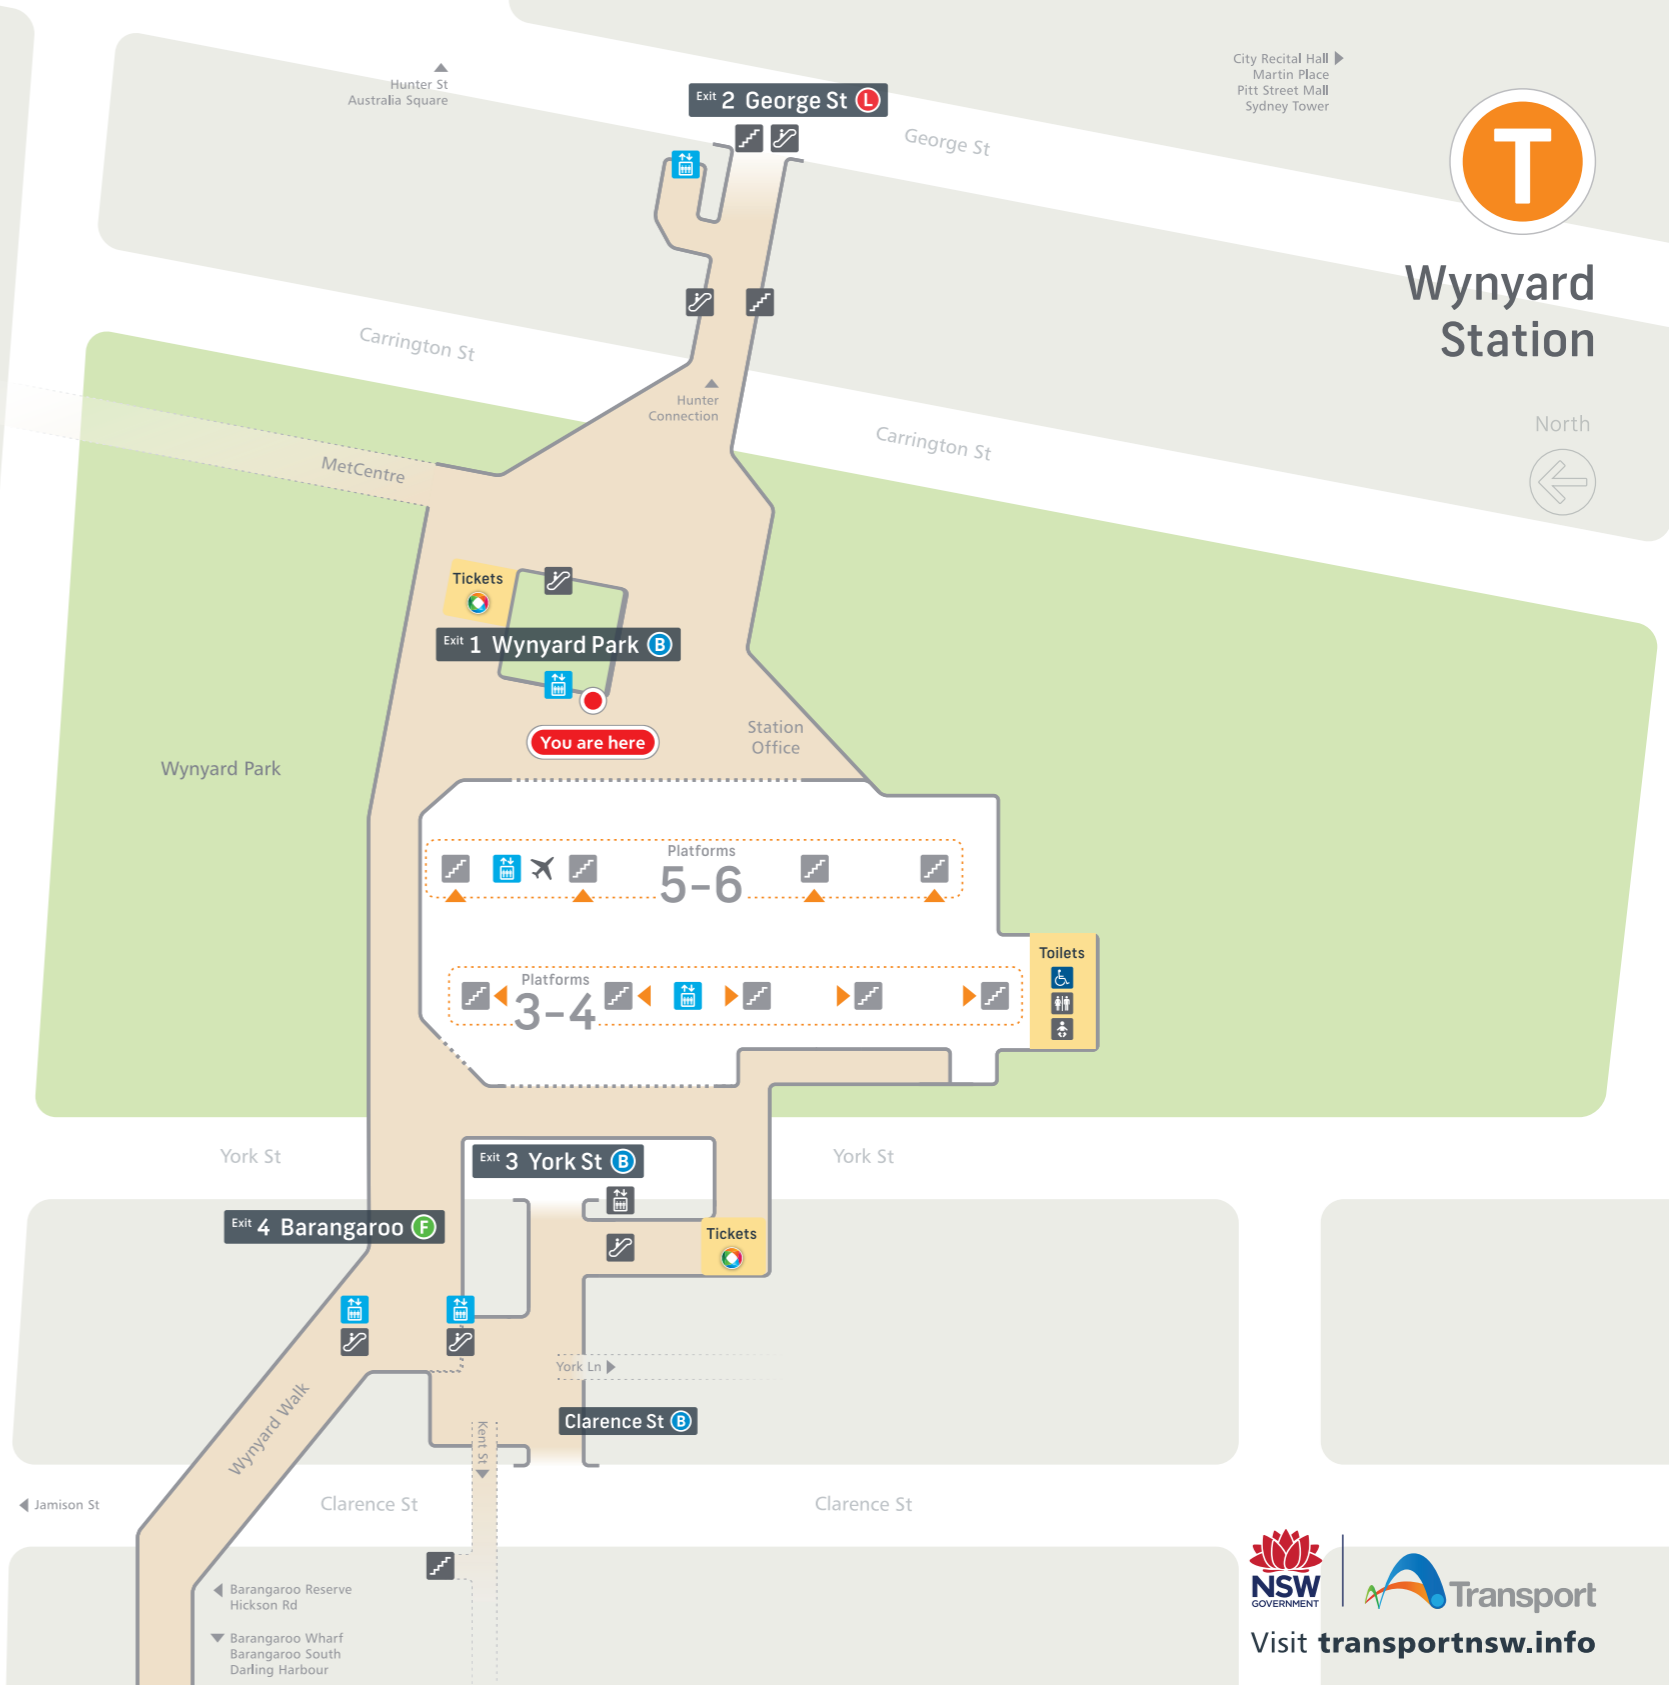 Hunter St
Australia Square
Exit 2 George St L
City Recital Hall
Martin Place
Pitt Street Mall
Sydney Tower
George St
T
Wynyard
Station
Carrington St
Hunter
Connection
Carrington St
North
MetCentre
Tickets
Exit 1 Wynyard Park B
You are here
Station
Office
Wynyard Park
Platforms
5-6
Platforms
3-4
Toilets
York St
Exit 3 York St B
York St
Exit 4 Barangaroo F
Tickets
York Ln
Wynyard Walk
Clarence St B
Kent St
Jamison St
Clarence St
Clarence St
Barangaroo Reserve
Hickson Rd
Barangaroo Wharf
Barangaroo South
Darling Harbour
NSW
GOVERNMENT
Transport
Visit transportnsw.info